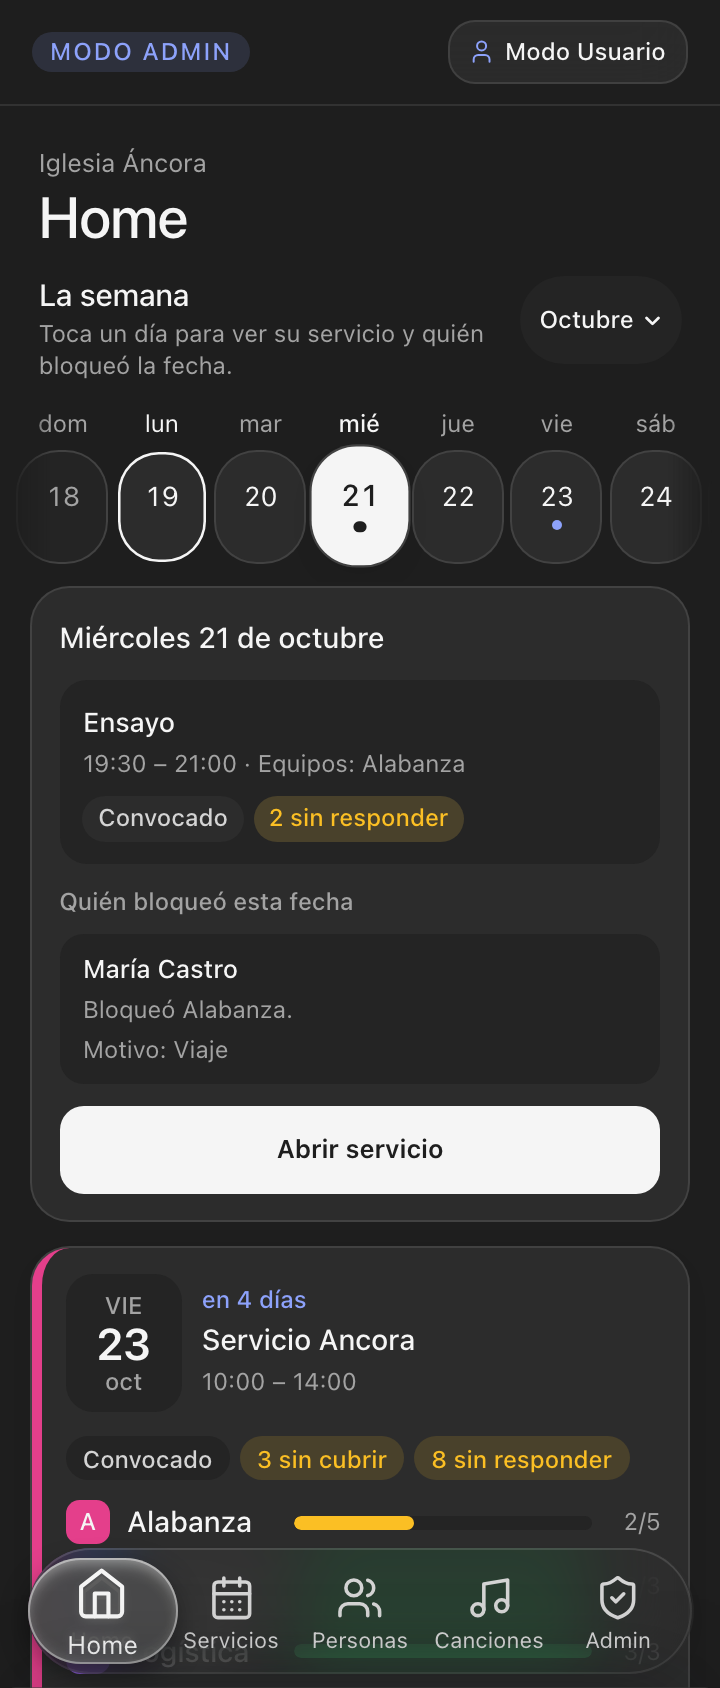 MODO ADMIN
Modo Usuario
Iglesia Áncora
Home
La semana
Toca un día para ver su servicio y quién
bloqueó la fecha.
Octubre
dom lun mar mié jue vie sáb
18 19 20 21 22 23 24
Miércoles 21 de octubre
Ensayo
19:30 – 21:00 · Equipos: Alabanza
Convocado
2 sin responder
Quién bloqueó esta fecha
María Castro
Bloqueó Alabanza.
Motivo: Viaje
Abrir servicio
VIE
23
oct
en 4 días
Servicio Ancora
10:00 – 14:00
Convocado
3 sin cubrir
8 sin responder
A
Alabanza
2/5
Home
Servicios
Personas
Canciones
Admin
3/3